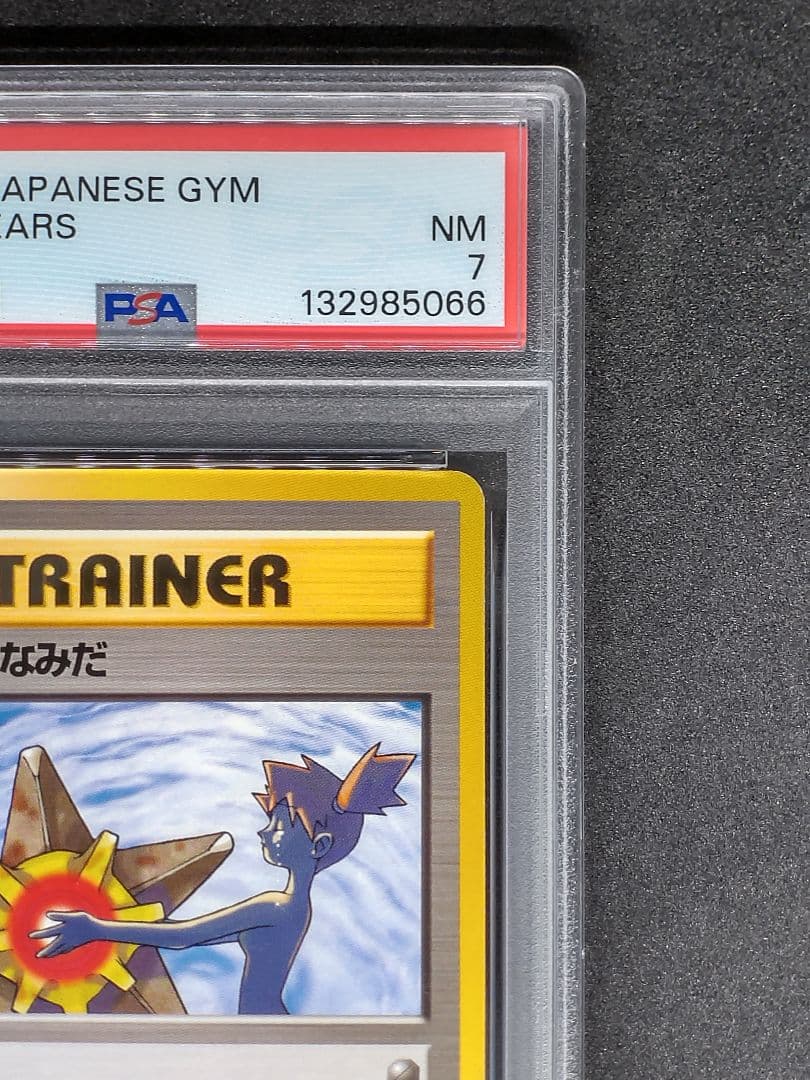 APANESE GYM
EARS
NM
7
PSA
132985066
TRAINER
なみだ